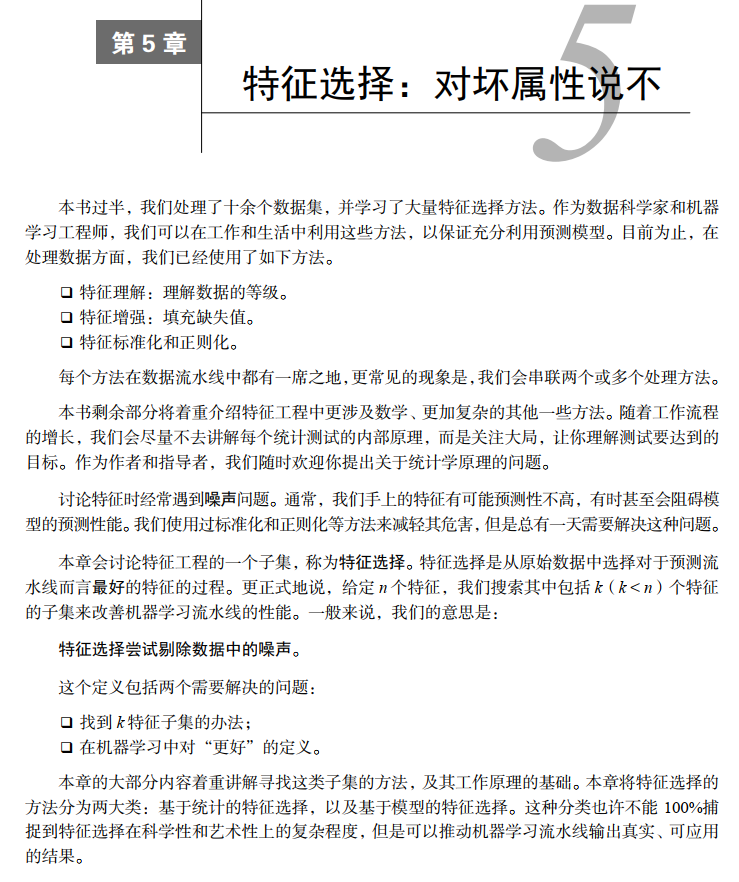 第 5 章
5
特征选择：对坏属性说不
本书过半，我们处理了十余个数据集，并学习了大量特征选择方法。作为数据科学家和机器
学习工程师，我们可以在工作和生活中利用这些方法，以保证充分利用预测模型。目前为止，在
处理数据方面，我们已经使用了如下方法。
❑ 特征理解：理解数据的等级。
❑ 特征增强：填充缺失值。
❑ 特征标准化和正则化。
每个方法在数据流水线中都有一席之地，更常见的现象是，我们会串联两个或多个处理方法。
本书剩余部分将着重介绍特征工程中更涉及数学、更加复杂的其他一些方法。随着工作流程
的增长，我们会尽量不去讲解每个统计测试的内部原理，而是关注大局，让你理解测试要达到的
目标。作为作者和指导者，我们随时欢迎你提出关于统计学原理的问题。
讨论特征时经常遇到噪声问题。通常，我们手上的特征有可能预测性不高，有时甚至会阻碍模
型的预测性能。我们使用过标准化和正则化等方法来减轻其危害，但是总有一天需要解决这种问题。
本章会讨论特征工程的一个子集，称为特征选择。特征选择是从原始数据中选择对于预测流
水线而言最好的特征的过程。更正式地说，给定 n 个特征，我们搜索其中包括 k（k < n）个特征
的子集来改善机器学习流水线的性能。一般来说，我们的意思是：
特征选择尝试剔除数据中的噪声。
这个定义包括两个需要解决的问题：
❑ 找到 k 特征子集的办法；
❑ 在机器学习中对“更好”的定义。
本章的大部分内容着重讲解寻找这类子集的方法，及其工作原理的基础。本章将特征选择的
方法分为两大类：基于统计的特征选择，以及基于模型的特征选择。这种分类也许不能 100%捕
捉到特征选择在科学性和艺术性上的复杂程度，但是可以推动机器学习流水线输出真实、可应用
的结果。